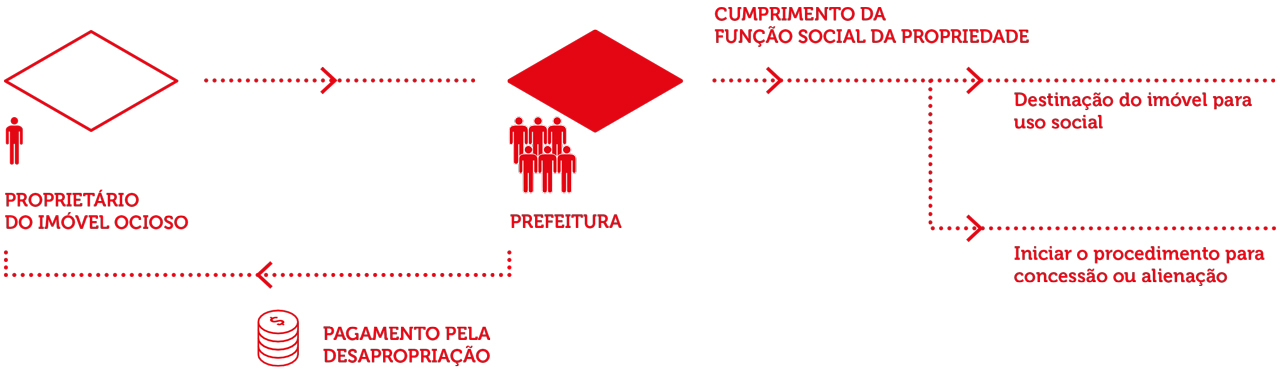 CUMPRIMENTO DA
FUNÇÃO SOCIAL DA PROPRIEDADE
Destinação do imóvel para
uso social
PROPRIETÁRIO
DO IMÓVEL OCIOSO
PREFEITURA
Iniciar o procedimento para
concessão ou alienação
$
PAGAMENTO PELA
DESAPROPRIAÇÃO